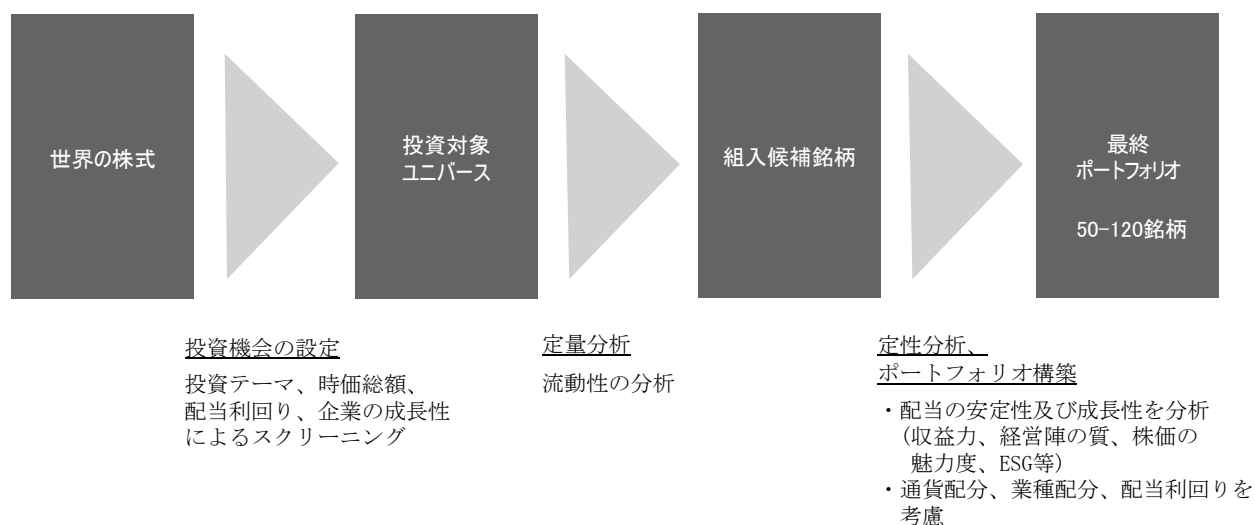 世界の株式
投資対象
ユニバース
組入候補銘柄
最終
ポートフォリオ
50-120銘柄
投資機会の設定
投資テーマ、時価総額、
配当利回り、企業の成長性
によるスクリーニング
定量分析
流動性の分析
定性分析、
ポートフォリオ構築
・配当の安定性及び成長性を分析
(収益力、経営陣の質、株価の
魅力度、ESG等)
・通貨配分、業種配分、配当利回りを
考慮